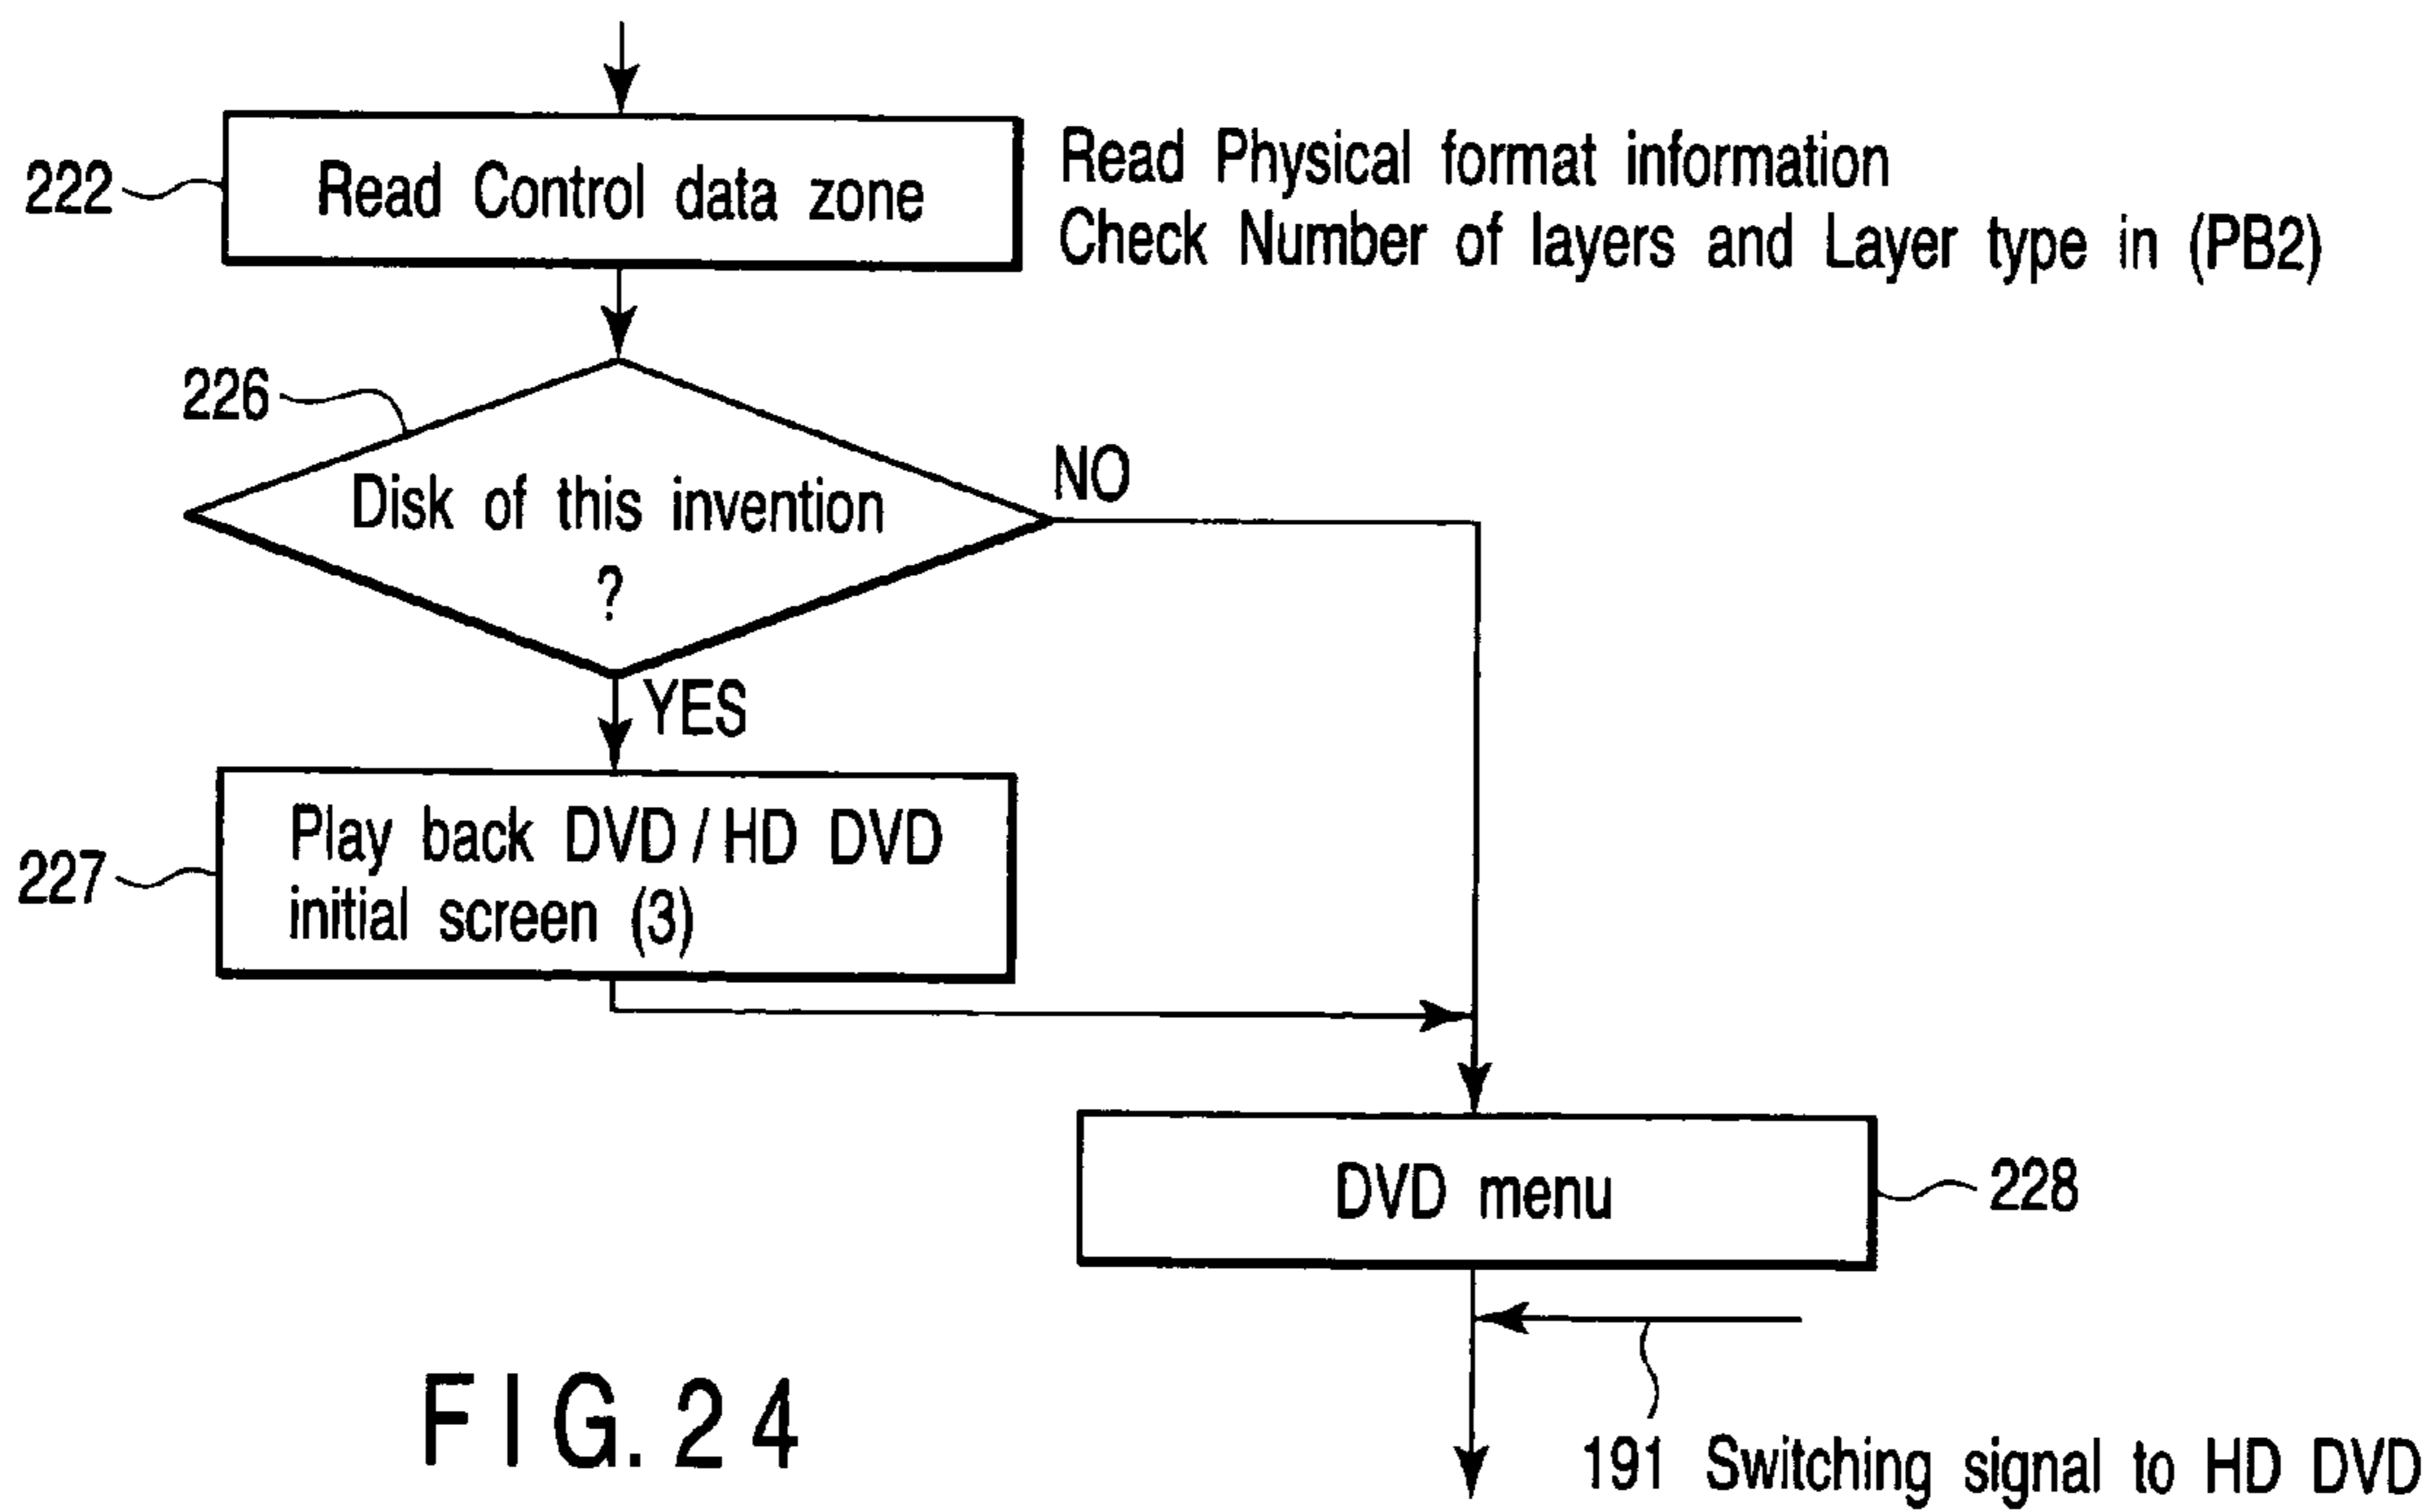 222
Read Control data zone
Read Physical format information
Check Number of layers and Layer type in (PB2)
226
Disk of this invention
?
NO
YES
227
Play back DVD/HD DVD
initial screen (3)
DVD menu
228
191 Switching signal to HD DVD
FIG. 24